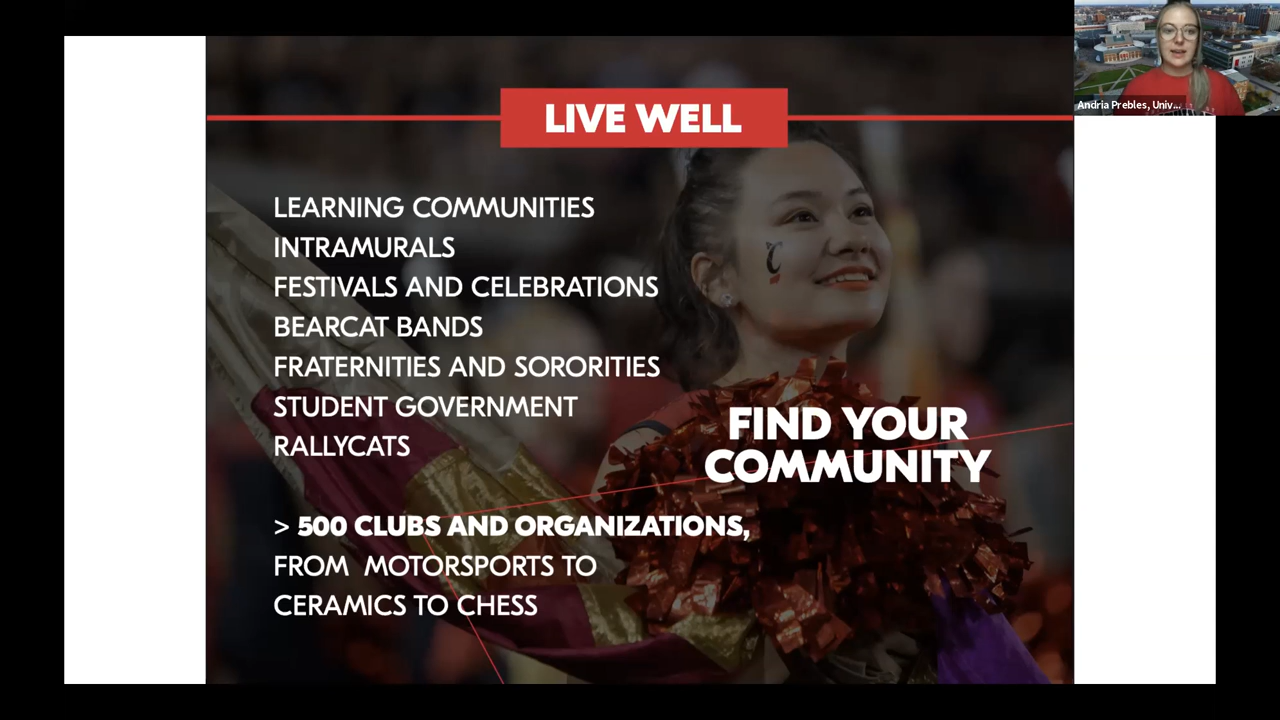 LIVE WELL
LEARNING COMMUNITIES
INTRAMURALS
FESTIVALS AND CELEBRATIONS
BEARCAT BANDS
FRATERNITIES AND SORORITIES
STUDENT GOVERNMENT
RALLYCATS
> 500 CLUBS AND ORGANIZATIONS,
FROM MOTORSPORTS TO
CERAMICS TO CHESS
FIND YOUR
COMMUNITY
Andria Prebles, Univ...